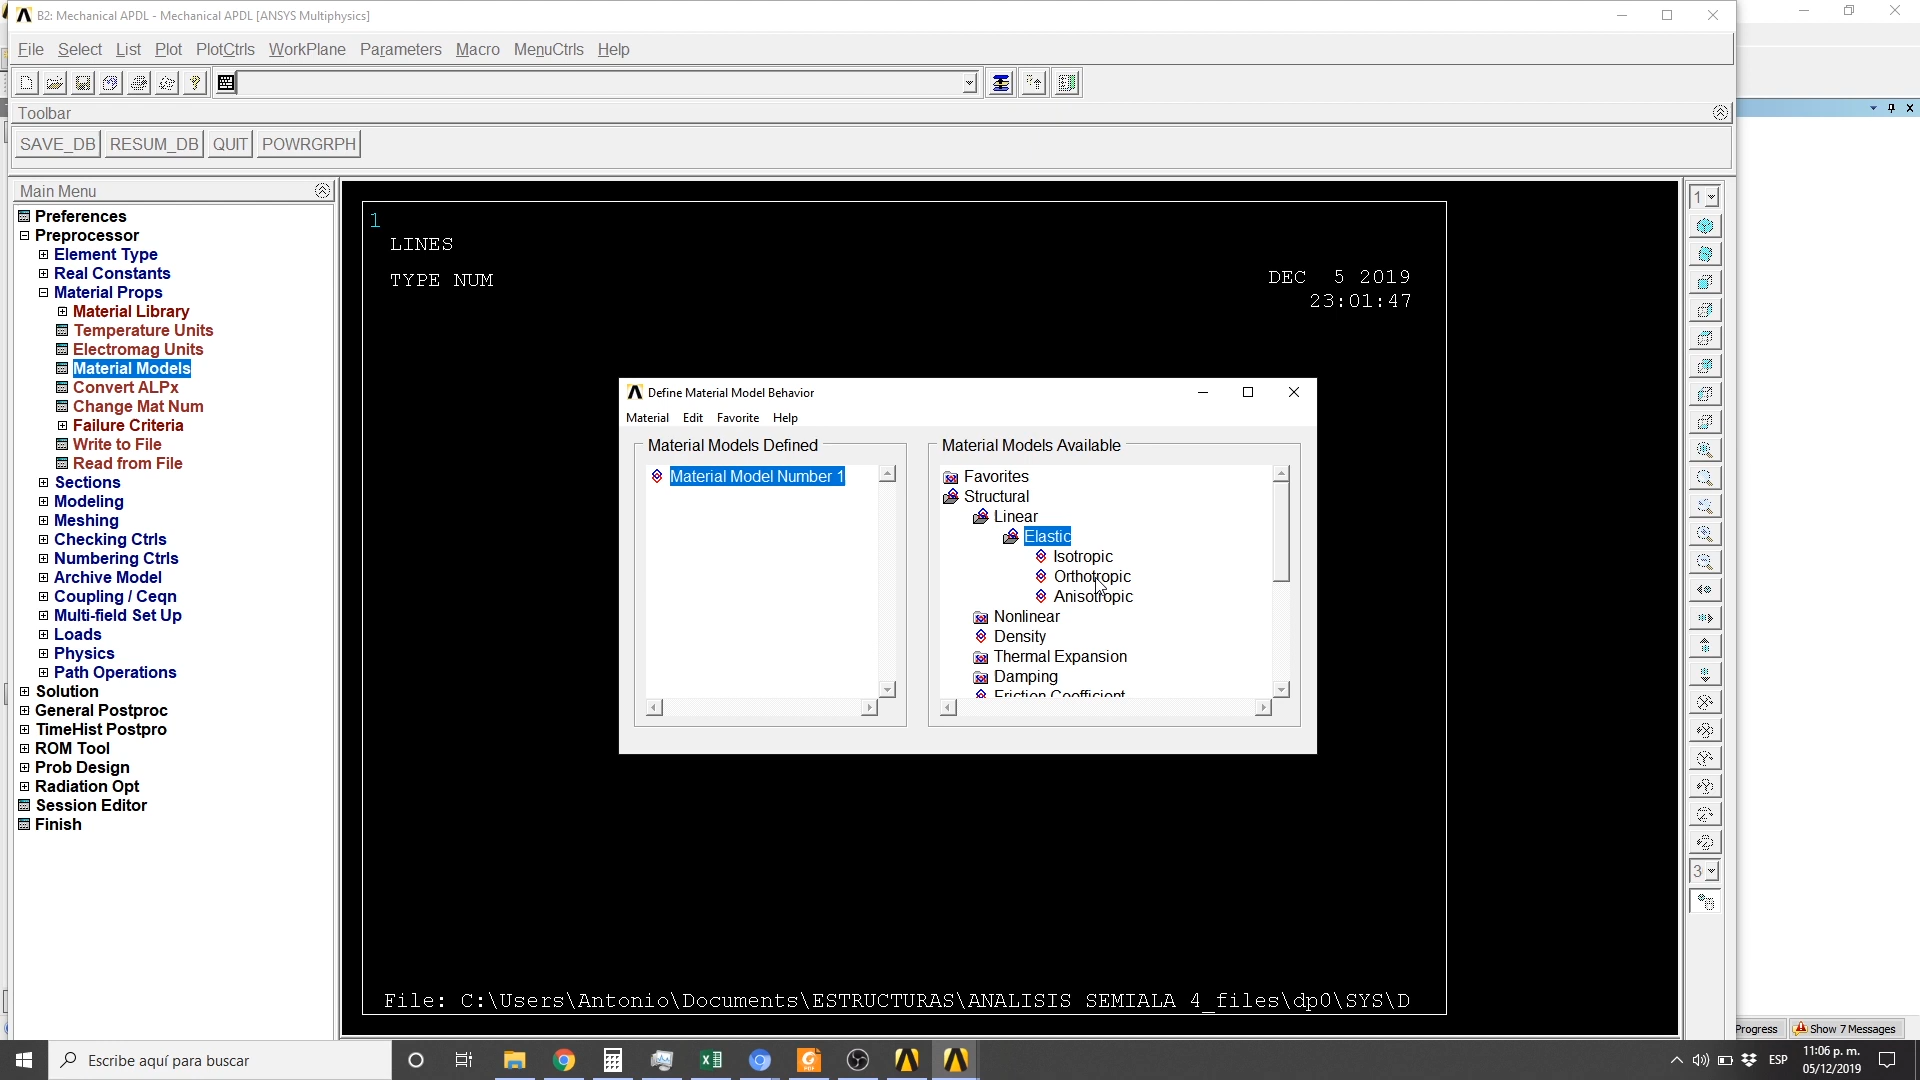 B2: Mechanical APDL - Mechanical APDL [ANSYS Multiphysics]
File Select List Plot PlotCtrls WorkPlane Parameters Macro MenuCtrls Help
Toolbar
SAVE_DB RESUM_DB QUIT POWRGRPH
Main Menu
Preferences
Preprocessor
Element Type
Real Constants
Material Props
Material Library
Temperature Units
Electromag Units
Material Models
Convert ALPx
Change Mat Num
Failure Criteria
Write to File
Read from File
Sections
Modeling
Meshing
Checking Ctrls
Numbering Ctrls
Archive Model
Coupling / Ceqn
Multi-field Set Up
Loads
Physics
Path Operations
Solution
General Postproc
TimeHist Postpro
ROM Tool
Prob Design
Radiation Opt
Session Editor
Finish
1
LINES
TYPE NUM
DEC 5 2019
23:01:47
Define Material Model Behavior
Material Edit Favorite Help
Material Models Defined
Material Model Number 1
Material Models Available
Favorites
Structural
Linear
Elastic
Isotropic
Orthotropic
Anisotropic
Nonlinear
Density
Thermal Expansion
Damping
Friction Coefficient
File: C:\Users\Antonio\Documents\ESTRUCTURAS\ANALISIS SEMIALA 4_files\dp0\SYS\D
1
3
Progress
Show 7 Messages
Escribe aquí para buscar
ESP
11:06 p. m.
05/12/2019